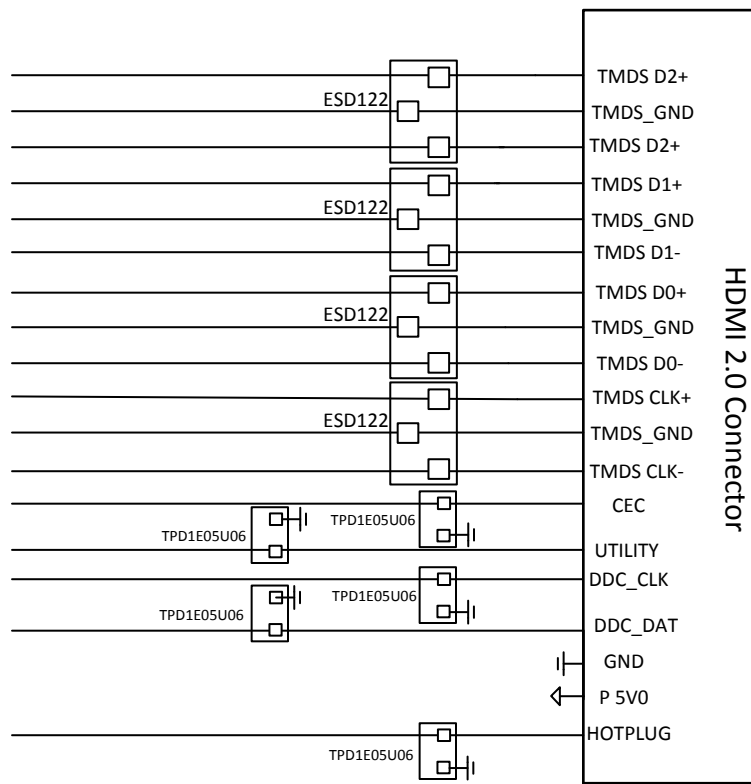 TMDS D2+
ESD122
TMDS_GND
TMDS D2+
TMDS D1+
ESD122
TMDS_GND
TMDS D1-
TMDS D0+
ESD122
TMDS_GND
TMDS D0-
TMDS CLK+
ESD122
TMDS_GND
TMDS CLK-
CEC
TPD1E05U06
TPD1E05U06
UTILITY
DDC_CLK
TPD1E05U06
TPD1E05U06
DDC_DAT
GND
P 5V0
HOTPLUG
TPD1E05U06
HDMI 2.0 Connector